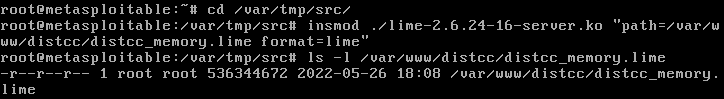 root@metasploitable:~# cd /var/tmp/src/
root@metasploitable:/var/tmp/src# insmod ./lime-2.6.24-16-server.ko "path=/var/w
ww/distcc/distcc_memory.lime format=lime"
root@metasploitable:/var/tmp/src# ls -l /var/www/distcc/distcc_memory.lime
-r--r--r-- 1 root root 536344672 2022-05-26 18:08 /var/www/distcc/distcc_memory.
lime